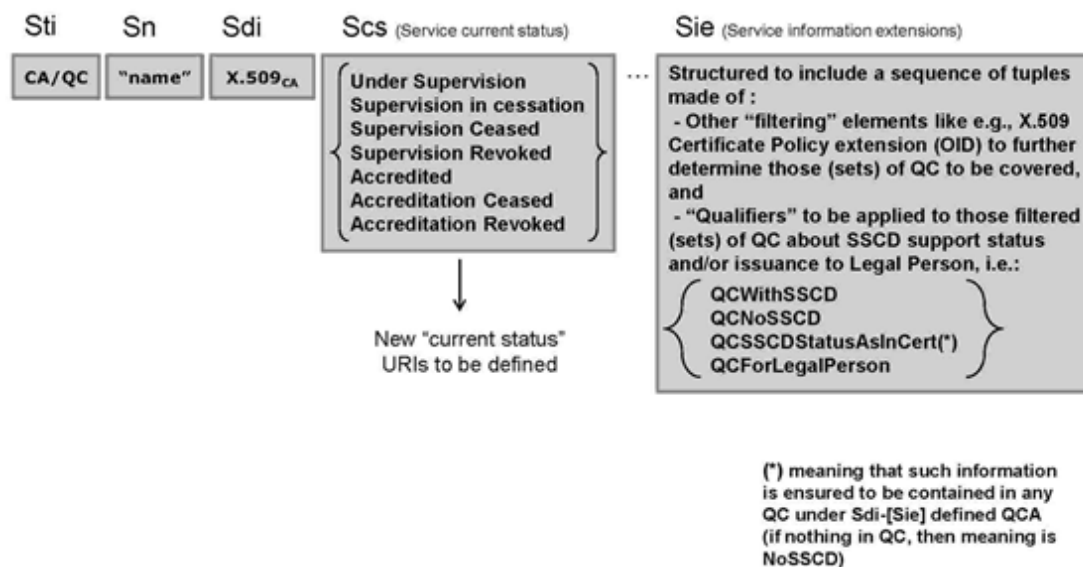 Sti Sn Sdi Scs (Service current status) Sie (Service information extensions)
CA/QC "name" X.509CA
Under Supervision
Supervision in cessation
Supervision Ceased
Supervision Revoked
Accredited
Accreditation Ceased
Accreditation Revoked
...
New "current status"
URIs to be defined
Structured to include a sequence of tuples
made of :
- Other "filtering" elements like e.g., X.509
Certificate Policy extension (OID) to further
determine those (sets) of QC to be covered,
and
- "Qualifiers" to be applied to those filtered
(sets) of QC about SSCD support status
and/or issuance to Legal Person, i.e.:
QCWithSSCD
QCNoSSCD
QCSSCDStatusAsInCert(*)
QCForLegalPerson
(*) meaning that such information
is ensured to be contained in any
QC under Sdi-[Sie] defined QCA
(if nothing in QC, then meaning is
NoSSCD)